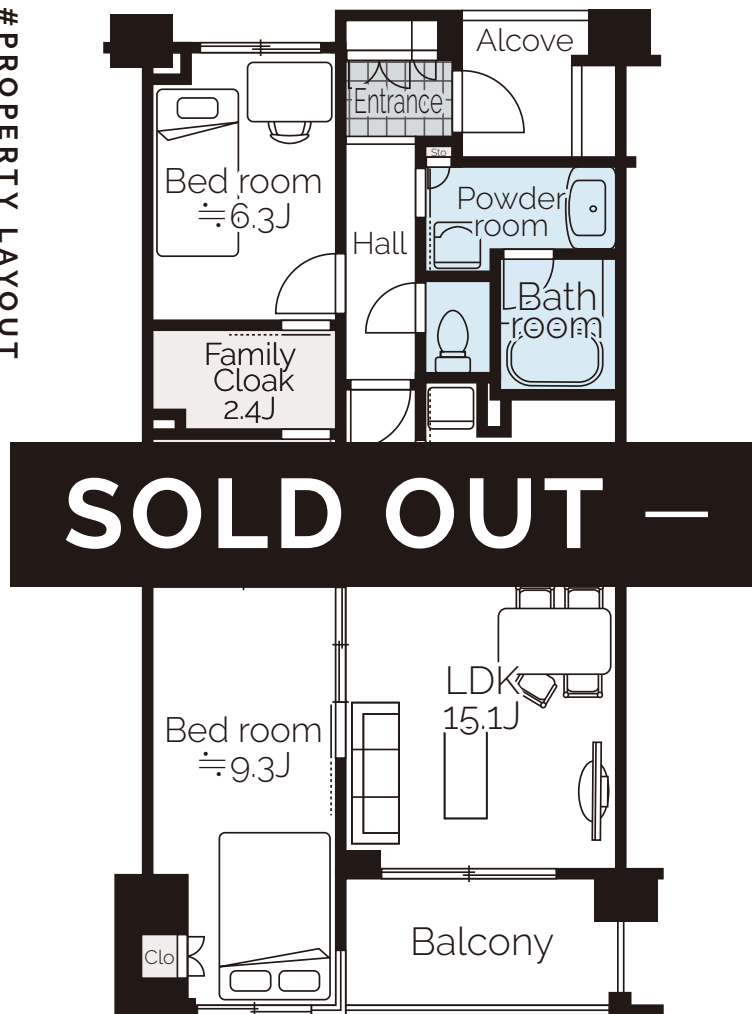 #PROPERTY LAYOUT
Alcove
Entrance
Sto
Bed room
≒6.3J
Powder
room
Hall
Bath
room
Family
Cloak
2.4J
SOLD OUT —
LDK
15.1J
Bed room
≒9.3J
Balcony
Clo